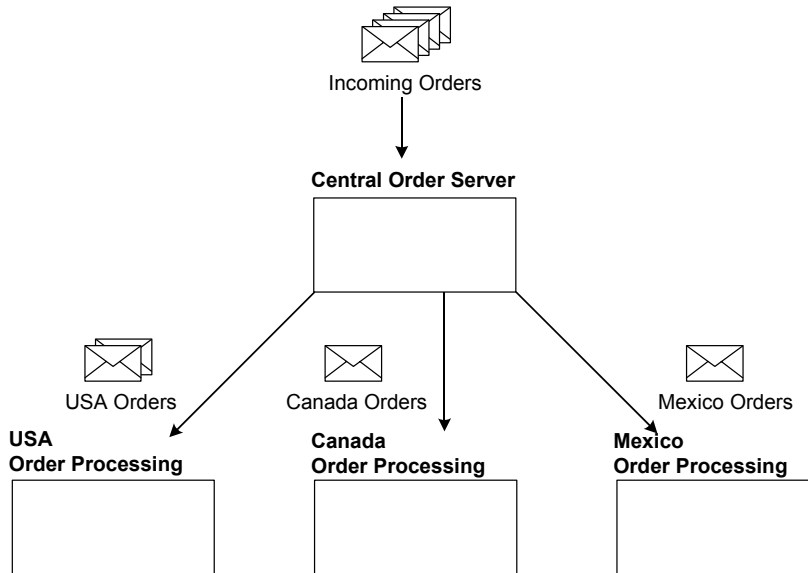 Incoming Orders
Central Order Server
USA Orders
Canada Orders
Mexico Orders
USA
Order Processing
Canada
Order Processing
Mexico
Order Processing